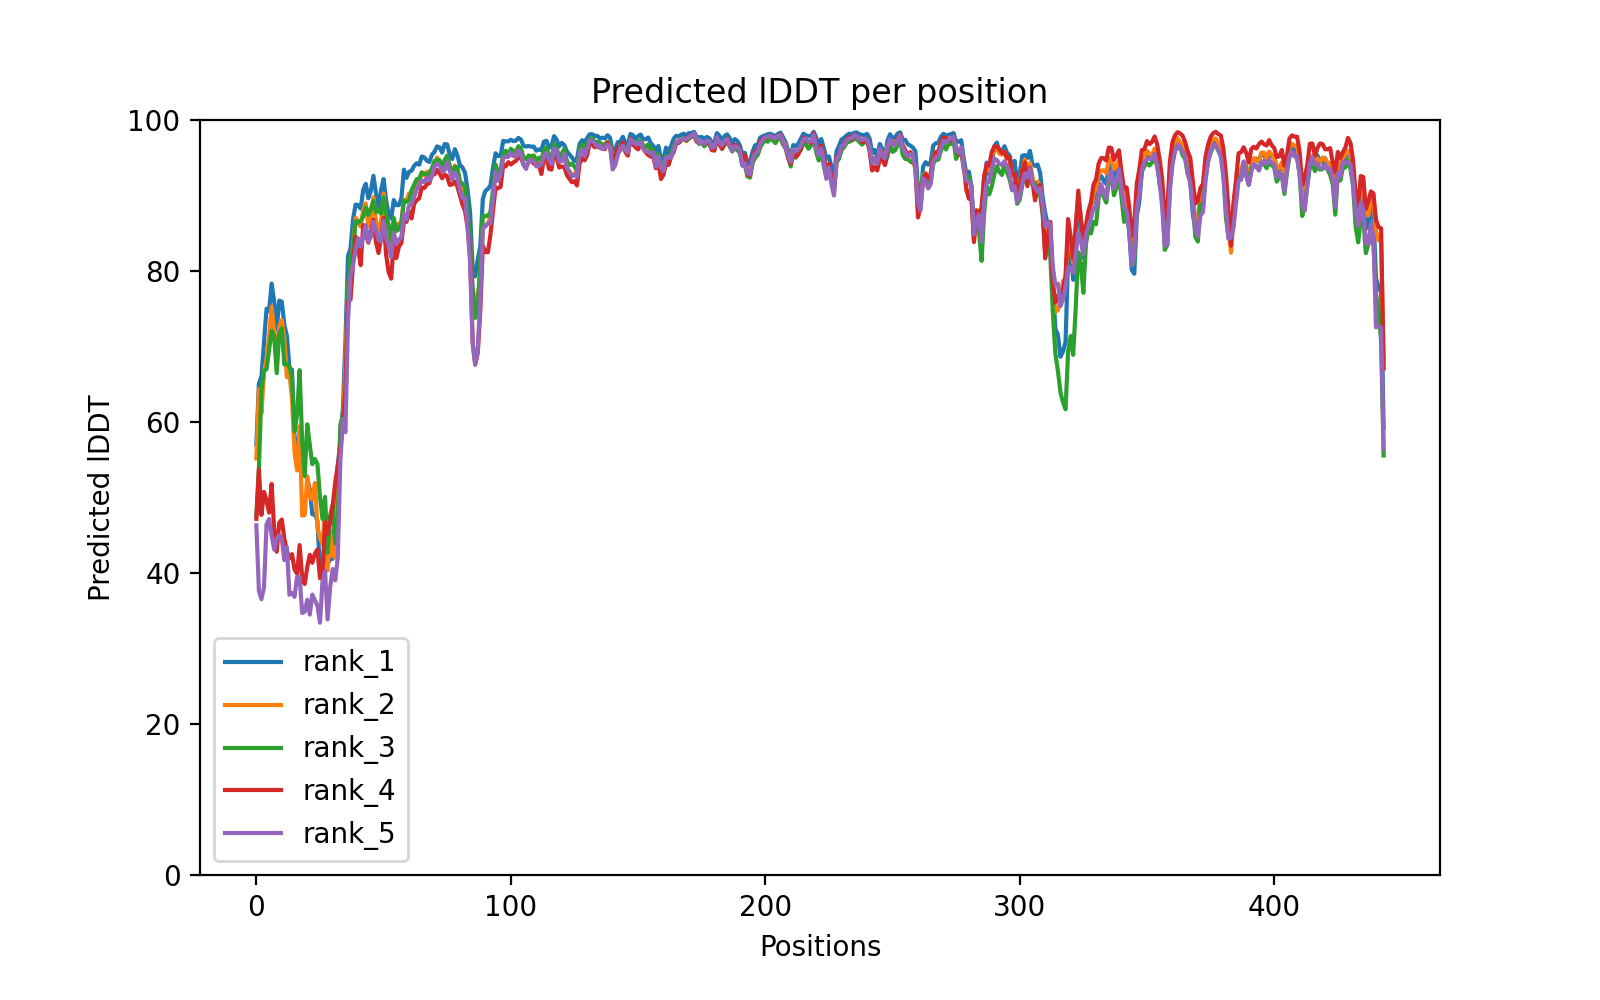 Predicted lDDT per position
100
80
60
40
20
0
Predicted lDDT
rank_1
rank_2
rank_3
rank_4
rank_5
0 100 200 300 400
Positions